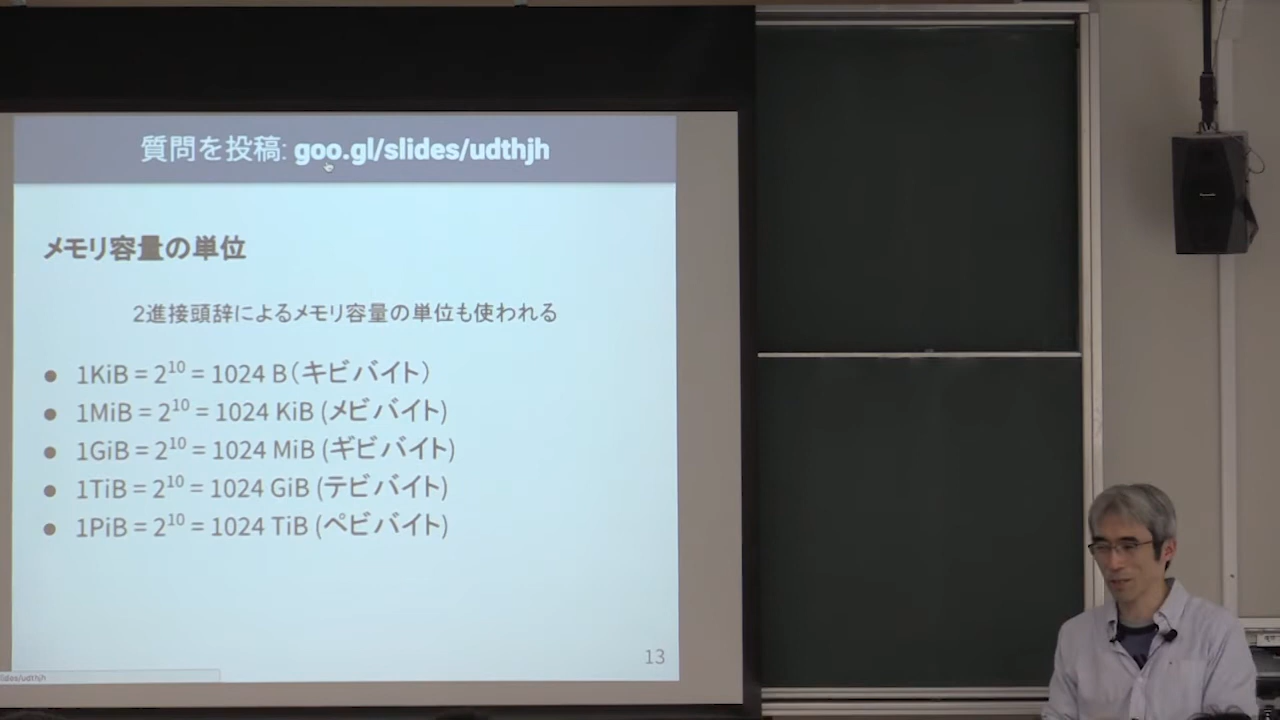 質問を投稿: goo.gl/slides/udthjh
メモリ容量の単位
2進接頭辞によるメモリ容量の単位も使われる
● 1KiB = 2¹⁰ = 1024 B（キビバイト）
● 1MiB = 2¹⁰ = 1024 KiB (メビバイト)
● 1GiB = 2¹⁰ = 1024 MiB (ギビバイト)
● 1TiB = 2¹⁰ = 1024 GiB (テビバイト)
● 1PiB = 2¹⁰ = 1024 TiB (ペビバイト)
13